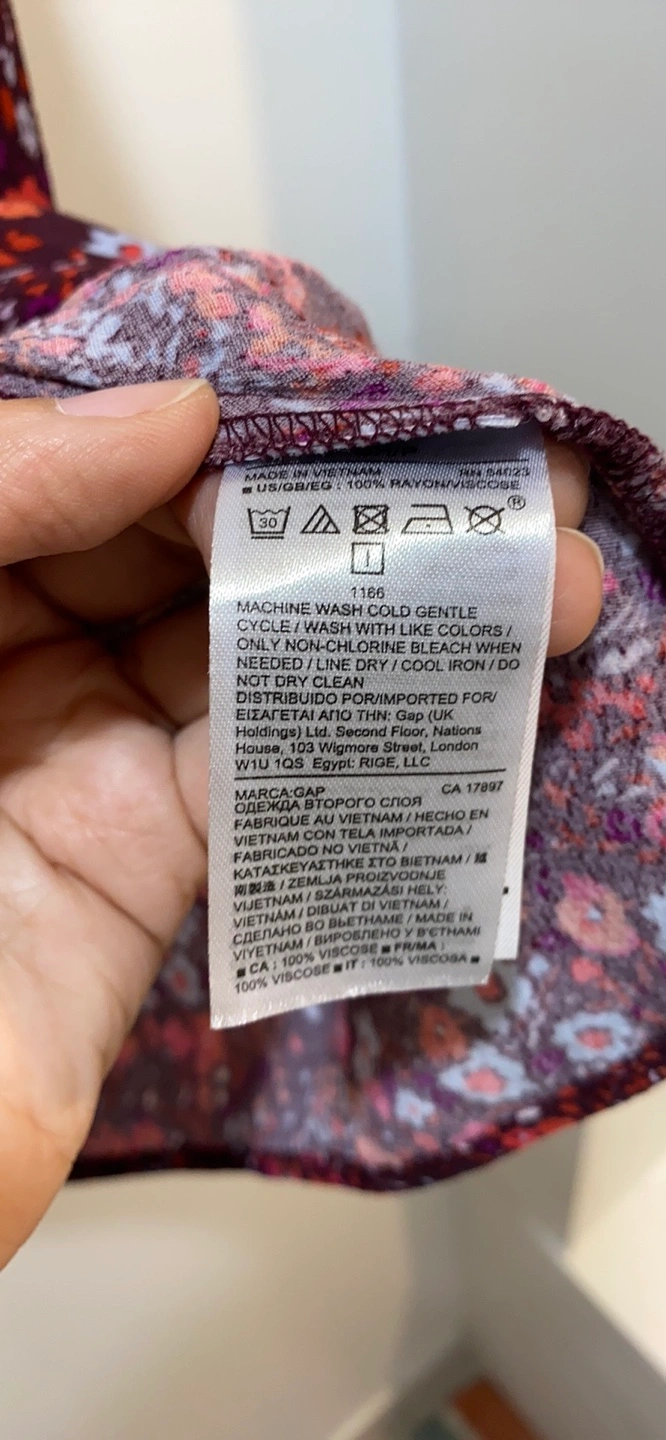 MADE IN VIETNAM RN 54023
■ US/GB/EG : 100% RAYON/VISCOSE
30 ®
1166
MACHINE WASH COLD GENTLE
CYCLE / WASH WITH LIKE COLORS /
ONLY NON-CHLORINE BLEACH WHEN
NEEDED / LINE DRY / COOL IRON / DO
NOT DRY CLEAN
DISTRIBUIDO POR/IMPORTED FOR/
ΕΙΣΑΓΕΤΑΙ ΑΠΟ ΤΗΝ: Gap (UK
Holdings) Ltd. Second Floor, Nations
House, 103 Wigmore Street, London
W1U 1QS Egypt: RIGE, LLC
MARCA:GAP CA 17897
ОДЕЖДА ВТОРОГО СЛОЯ
FABRIQUE AU VIETNAM / HECHO EN
VIETNAM CON TELA IMPORTADA /
FABRICADO NO VIETNÃ /
ΚΑΤΑΣΚΕΥΑΣΤΗΚΕ ΣΤΟ ΒΙΕΤΝΑΜ / 越
南製造 / ZEMLJA PROIZVODNJE
VIJETNAM / SZÁRMAZÁSI HELY:
VIETNÁM / DIBUAT DI VIETNAM /
СДЕЛАНО ВО ВЬЕТНАМЕ / MADE IN
VIYETNAM / ВИРОБЛЕНО У В'ЄТНАМІ
■ CA : 100% VISCOSE ■ FR/MA :
100% VISCOSE ■ IT : 100% VISCOSA ■